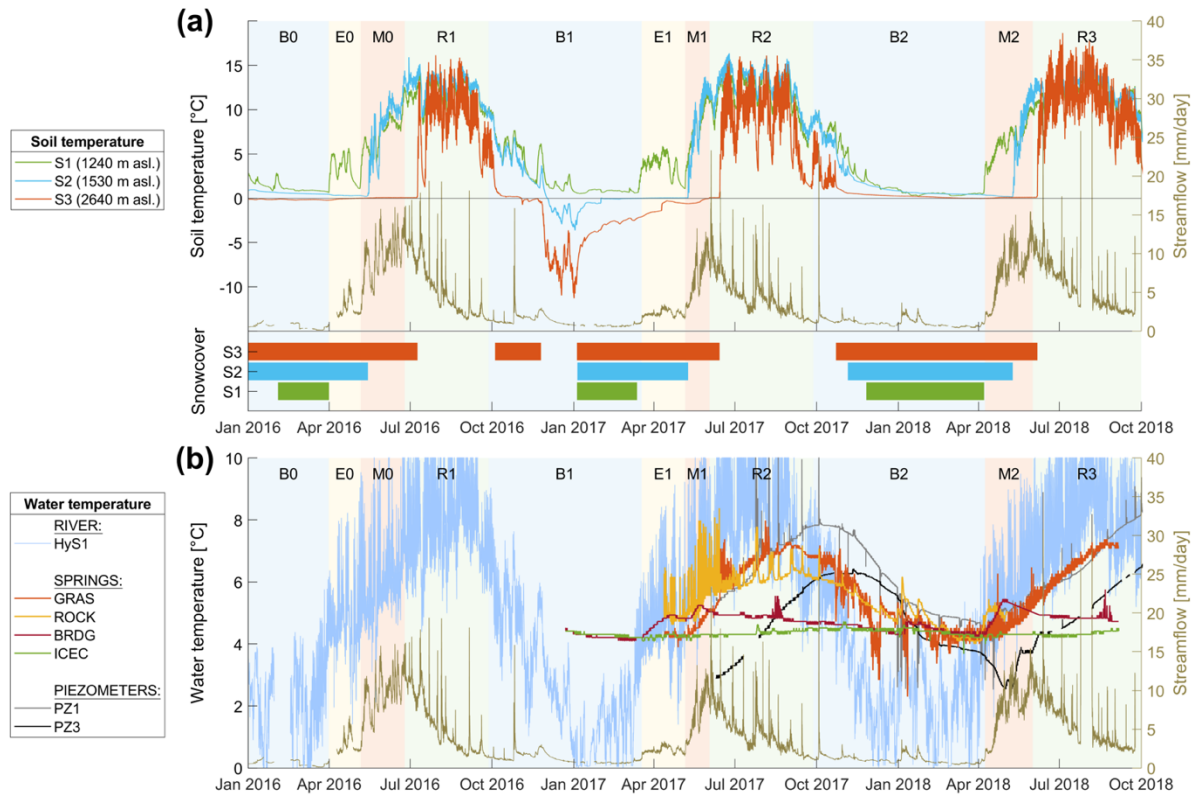 (a)
B0 E0 M0 R1 B1 E1 M1 R2 B2 M2 R3
Soil temperature
S1 (1240 m asl.)
S2 (1530 m asl.)
S3 (2640 m asl.)
Soil temperature [°C]
15
10
5
0
-5
-10
Streamflow [mm/day]
40
35
30
25
20
15
10
5
0
Snowcover
S3
S2
S1
Jan 2016 Apr 2016 Jul 2016 Oct 2016 Jan 2017 Apr 2017 Jul 2017 Oct 2017 Jan 2018 Apr 2018 Jul 2018 Oct 2018
(b)
B0 E0 M0 R1 B1 E1 M1 R2 B2 M2 R3
Water temperature
RIVER:
HyS1
SPRINGS:
GRAS
ROCK
BRDG
ICEC
PIEZOMETERS:
PZ1
PZ3
Water temperature [°C]
10
8
6
4
2
0
Streamflow [mm/day]
40
35
30
25
20
15
10
5
0
Jan 2016 Apr 2016 Jul 2016 Oct 2016 Jan 2017 Apr 2017 Jul 2017 Oct 2017 Jan 2018 Apr 2018 Jul 2018 Oct 2018